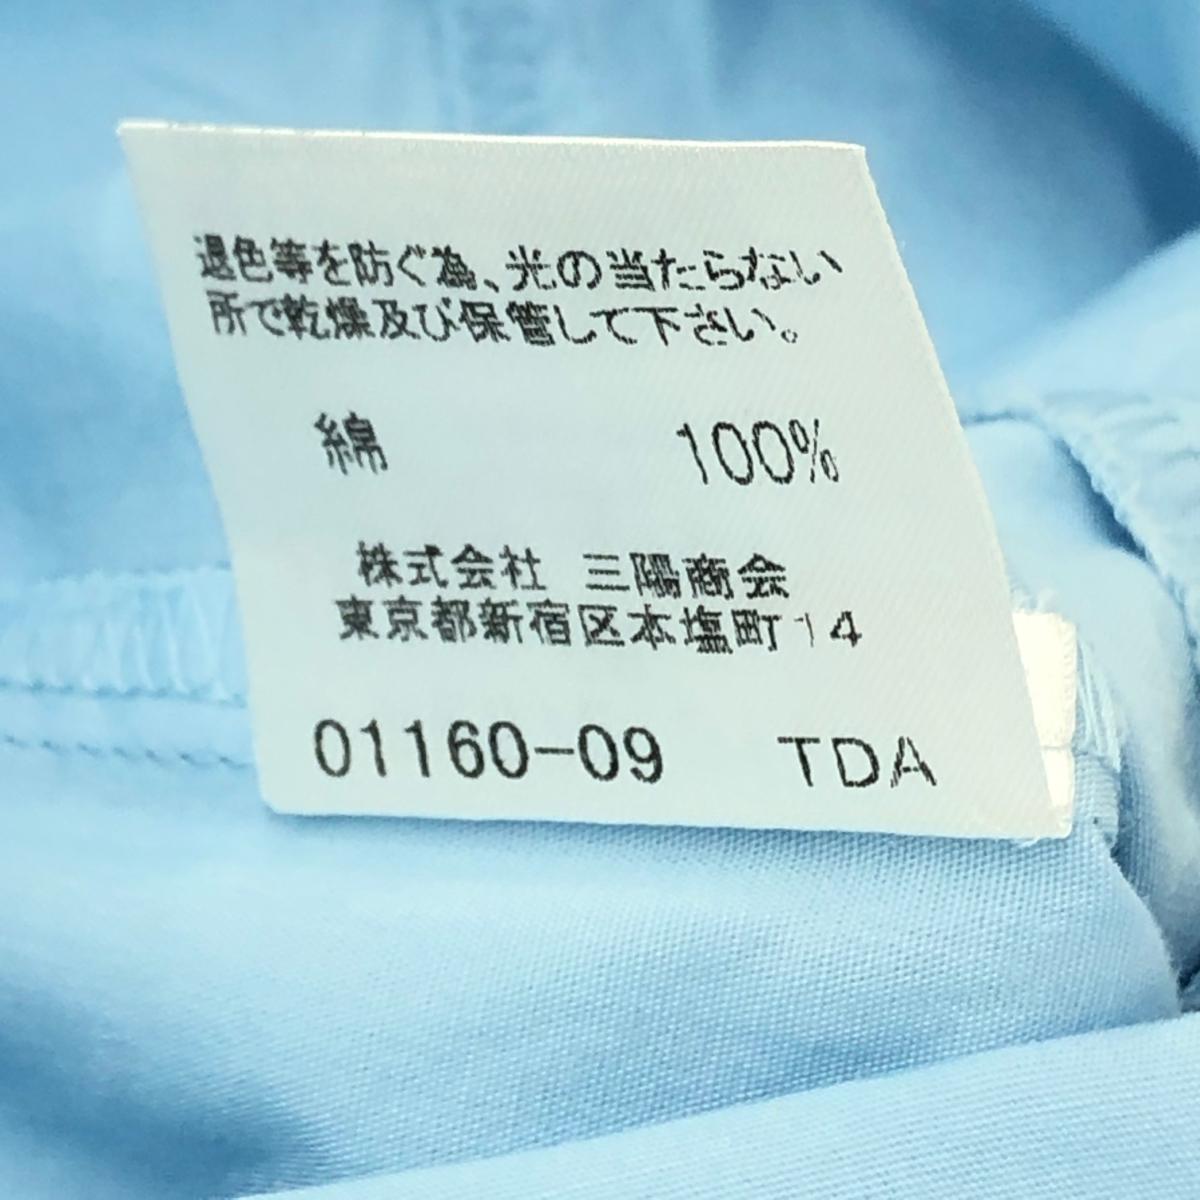 退色等を防ぐ為、光の当たらない
所で乾燥及び保管して下さい。
綿 100%
株式会社 三陽商会
東京都新宿区本塩町14
01160-09 TDA